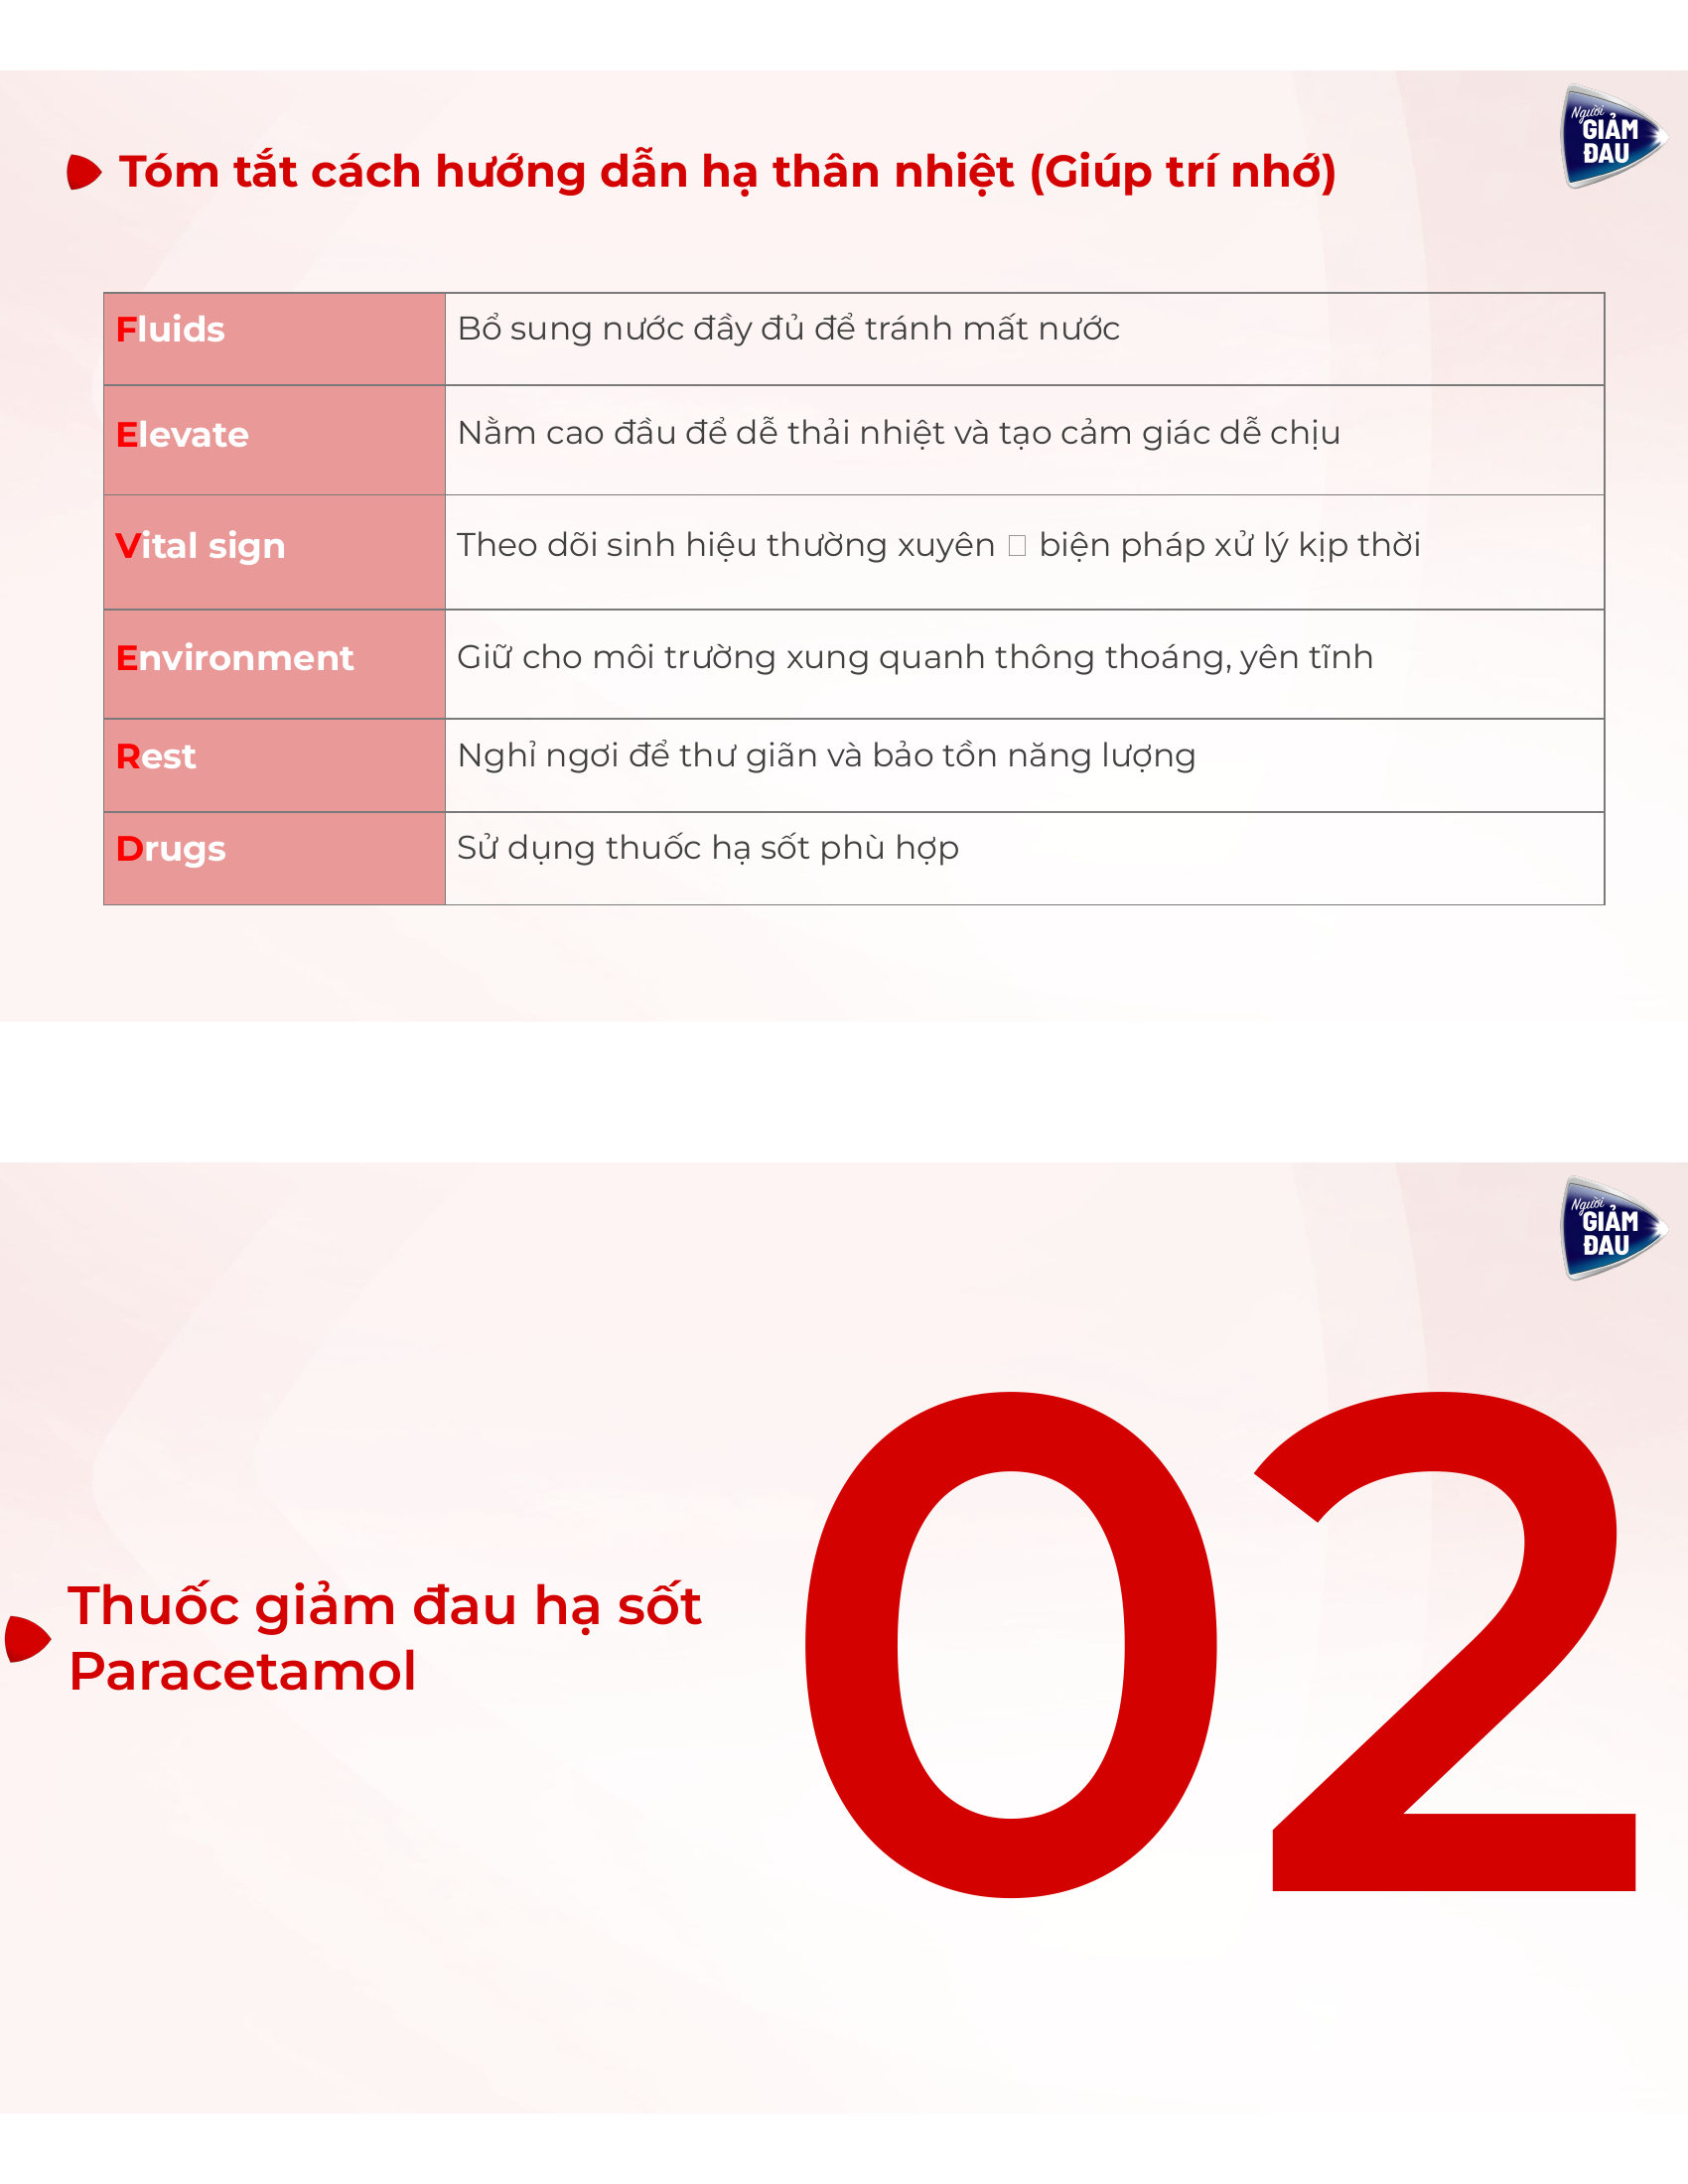 Người
GIẢM
ĐAU
Tóm tắt cách hướng dẫn hạ thân nhiệt (Giúp trí nhớ)
Fluids
Bổ sung nước đầy đủ để tránh mất nước
Elevate
Nằm cao đầu để dễ thải nhiệt và tạo cảm giác dễ chịu
Vital sign
Theo dõi sinh hiệu thường xuyên □ biện pháp xử lý kịp thời
Environment
Giữ cho môi trường xung quanh thông thoáng, yên tĩnh
Rest
Nghỉ ngơi để thư giãn và bảo tồn năng lượng
Drugs
Sử dụng thuốc hạ sốt phù hợp
Người
GIẢM
ĐAU
Thuốc giảm đau hạ sốt
Paracetamol
02